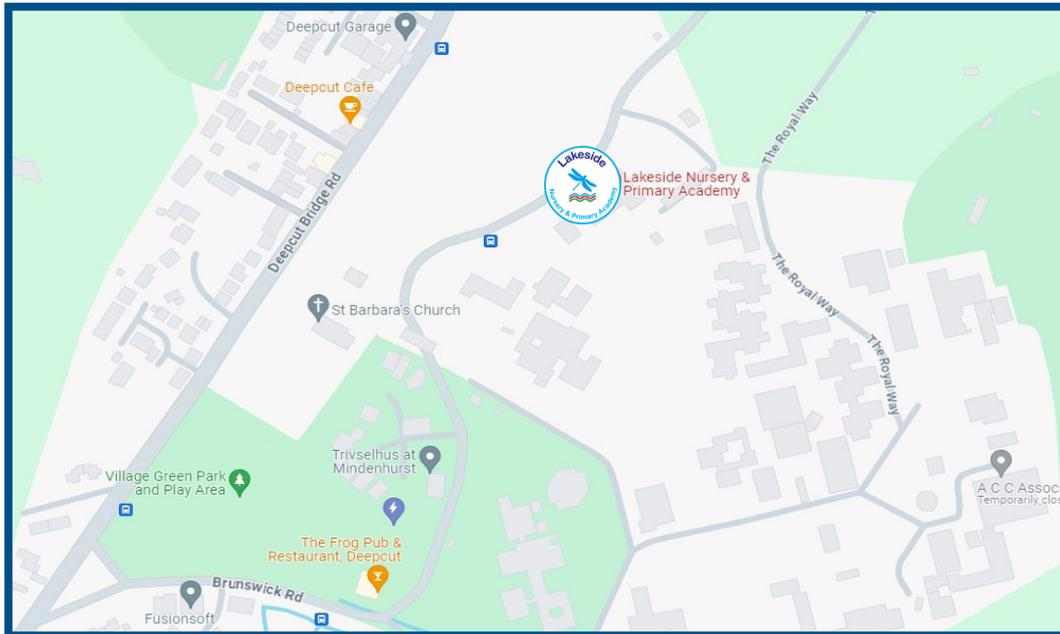 Deepcut Garage
Deepcut Cafe
Deepcut Bridge Rd
The Royal Way
Lakeside
Nursery & Primary Academy
Lakeside Nursery &
Primary Academy
The Royal Way
St Barbara's Church
The Royal Way
Trivselhus at
Mindenhurst
Village Green Park
and Play Area
A C C Assoc
Temporarily clos
The Frog Pub &
Restaurant, Deepcut
Brunswick Rd
Fusionsoft